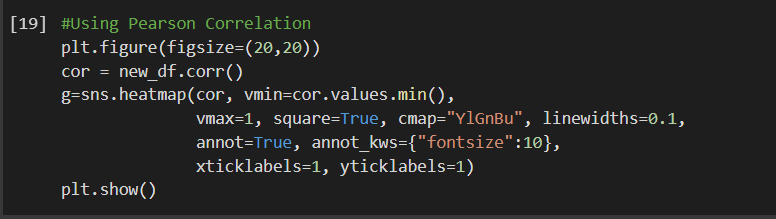 [19] #Using Pearson Correlation
plt.figure(figsize=(20,20))
cor = new_df.corr()
g=sns.heatmap(cor, vmin=cor.values.min(),
vmax=1, square=True, cmap="YlGnBu", linewidths=0.1,
annot=True, annot_kws={"fontsize":10},
xticklabels=1, yticklabels=1)
plt.show()